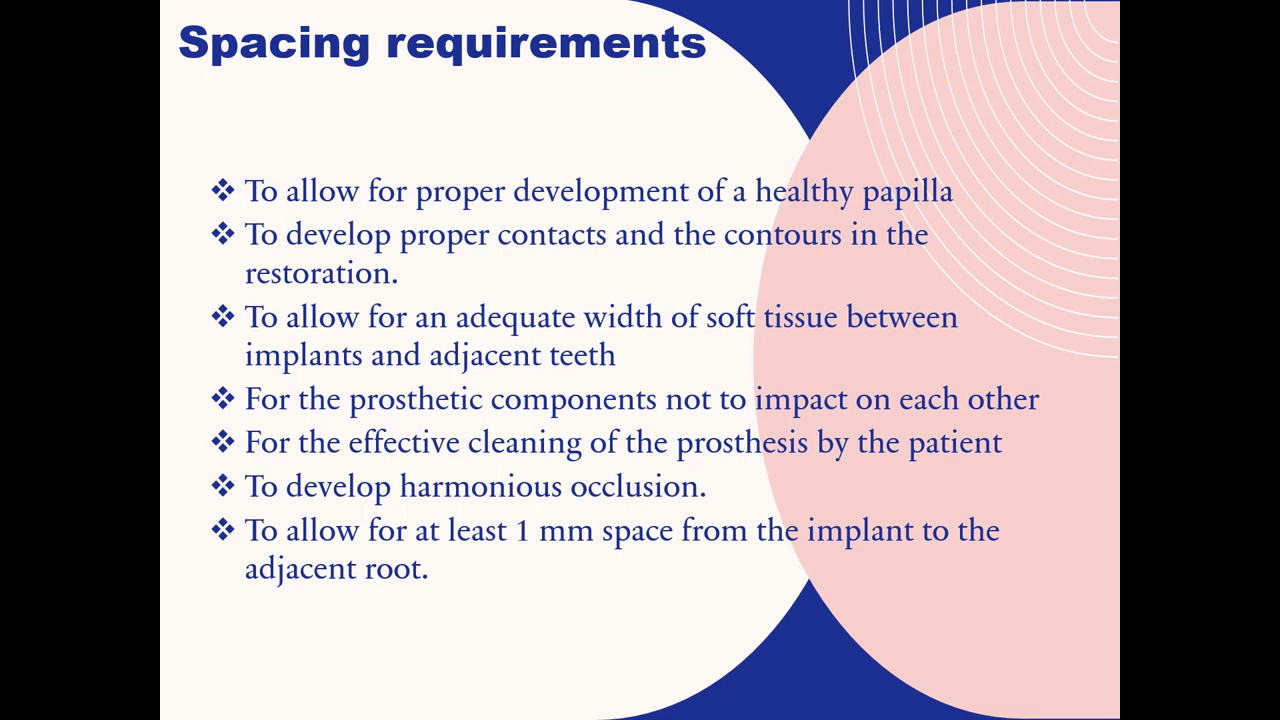 Spacing requirements
❖ To allow for proper development of a healthy papilla
❖ To develop proper contacts and the contours in the
restoration.
❖ To allow for an adequate width of soft tissue between
implants and adjacent teeth
❖ For the prosthetic components not to impact on each other
❖ For the effective cleaning of the prosthesis by the patient
❖ To develop harmonious occlusion.
❖ To allow for at least 1 mm space from the implant to the
adjacent root.